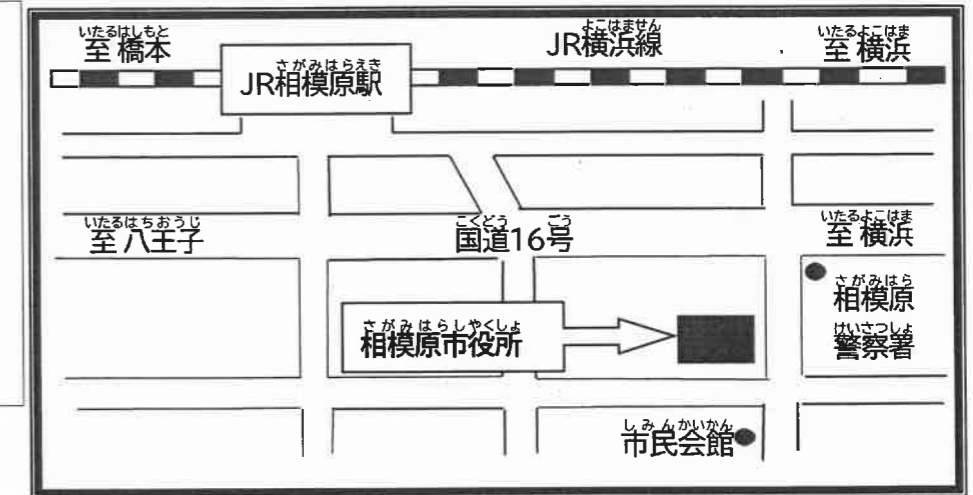 いたるはしもと
至 橋本
さがみはらえき
JR相模原駅
よこはません
JR横浜線
いたるよこはま
至 横浜
いたるはちおうじ
至 八王子
こくどう ごう
国道16号
いたるよこはま
至 横浜
さがみはら
相模原
けいさつしょ
警察署
さがみはらしやくしょ
相模原市役所
しみんかいかん
市民会館